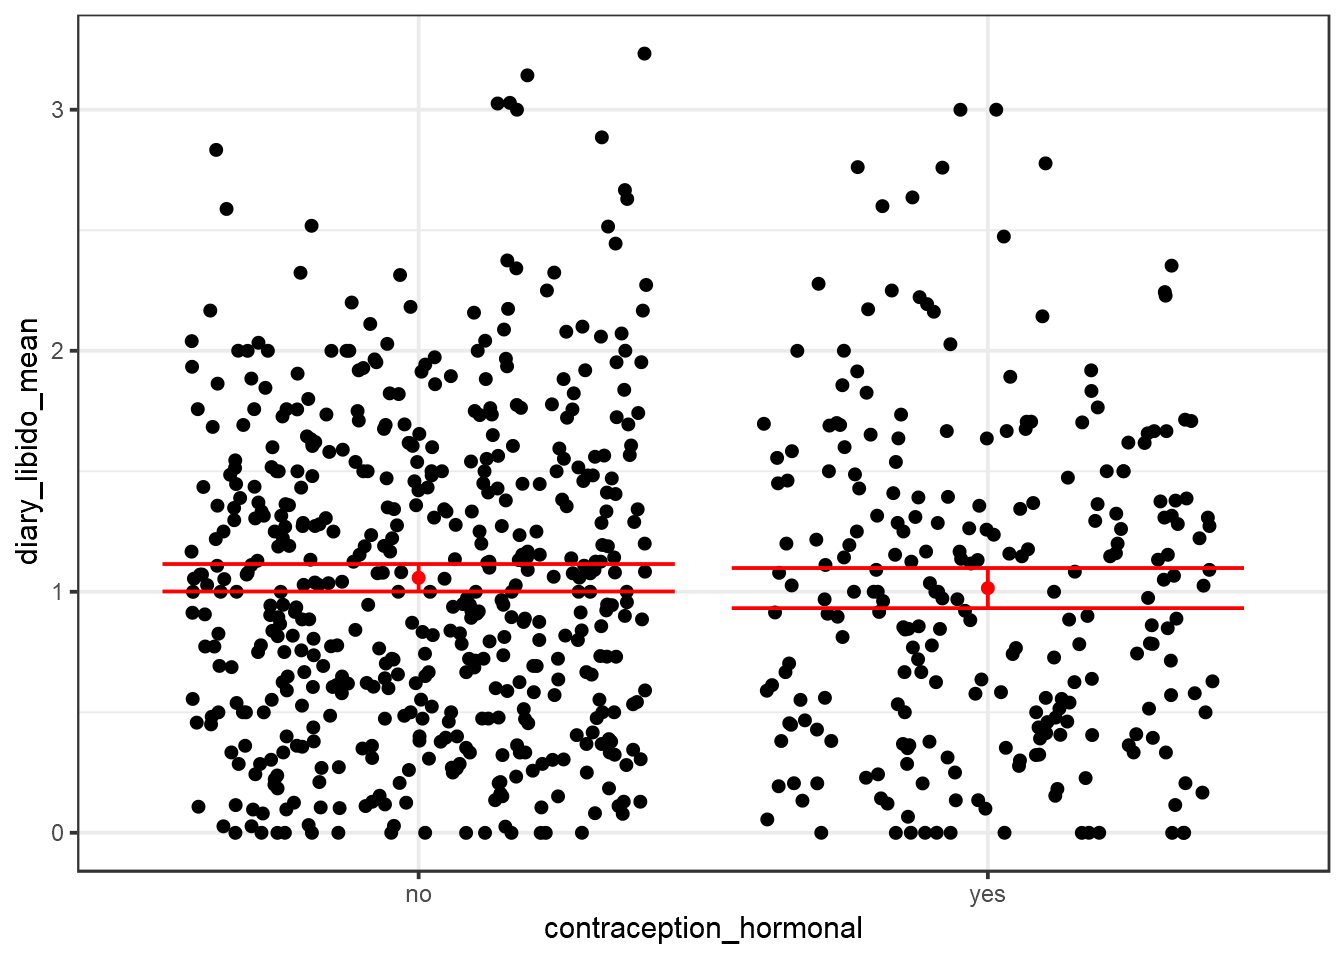 3
2
1
0
diary_libido_mean
no
yes
contraception_hormonal